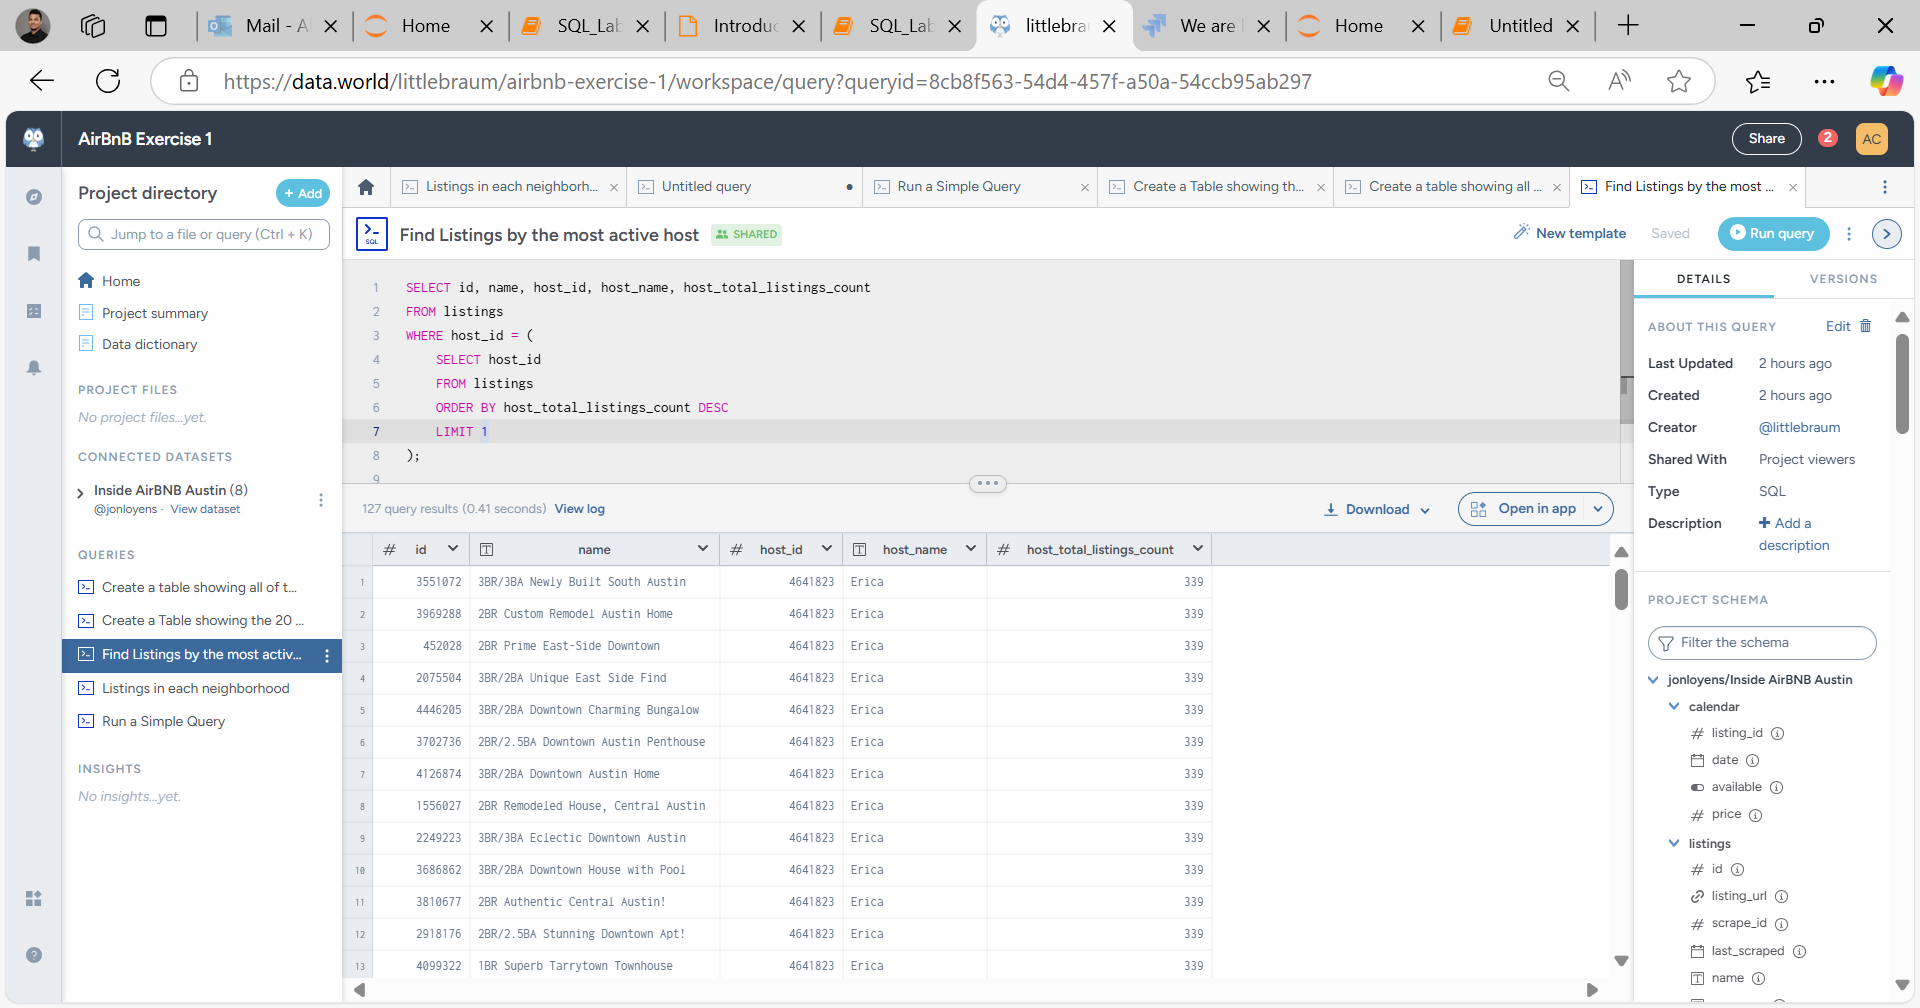 Mail - A
Home
SQL_Lab
Introduc
SQL_Lab
littlebra
We are
Home
Untitled
https://data.world/littlebraum/airbnb-exercise-1/workspace/query?queryid=8cb8f563-54d4-457f-a50a-54ccb95ab297
AirBnB Exercise 1
Share
2
AC
Project directory
+ Add
Jump to a file or query (Ctrl + K)
Home
Project summary
Data dictionary
PROJECT FILES
No project files...yet.
CONNECTED DATASETS
Inside AirBNB Austin (8)
@jonloyens · View dataset
QUERIES
Create a table showing all of t...
Create a Table showing the 20 ...
Find Listings by the most activ...
Listings in each neighborhood
Run a Simple Query
INSIGHTS
No insights...yet.
Listings in each neighborh...
Untitled query
Run a Simple Query
Create a Table showing th...
Create a table showing all ...
Find Listings by the most ...
SQL
Find Listings by the most active host
SHARED
New template
Saved
Run query
1 SELECT id, name, host_id, host_name, host_total_listings_count
2 FROM listings
3 WHERE host_id = (
4 SELECT host_id
5 FROM listings
6 ORDER BY host_total_listings_count DESC
7 LIMIT 1
8 );
9
127 query results (0.41 seconds) View log
Download
Open in app
# id T name # host_id T host_name # host_total_listings_count
1 3551072 3BR/3BA Newly Built South Austin 4641823 Erica 339
2 3969288 2BR Custom Remodel Austin Home 4641823 Erica 339
3 452028 2BR Prime East-Side Downtown 4641823 Erica 339
4 2075504 3BR/2BA Unique East Side Find 4641823 Erica 339
5 4446205 3BR/2BA Downtown Charming Bungalow 4641823 Erica 339
6 3702736 2BR/2.5BA Downtown Austin Penthouse 4641823 Erica 339
7 4126874 3BR/2BA Downtown Austin Home 4641823 Erica 339
8 1556027 2BR Remodeled House, Central Austin 4641823 Erica 339
9 2249223 3BR/3BA Eclectic Downtown Austin 4641823 Erica 339
10 3686862 3BR/2BA Downtown House with Pool 4641823 Erica 339
11 3810677 2BR Authentic Central Austin! 4641823 Erica 339
12 2918176 2BR/2.5BA Stunning Downtown Apt! 4641823 Erica 339
13 4099322 1BR Superb Tarrytown Townhouse 4641823 Erica 339
DETAILS
VERSIONS
ABOUT THIS QUERY
Edit
Last Updated 2 hours ago
Created 2 hours ago
Creator @littlebraum
Shared With Project viewers
Type SQL
Description + Add a
description
PROJECT SCHEMA
Filter the schema
jonloyens/Inside AirBNB Austin
calendar
# listing_id
date
available
# price
listings
# id
listing_url
# scrape_id
last_scraped
T name